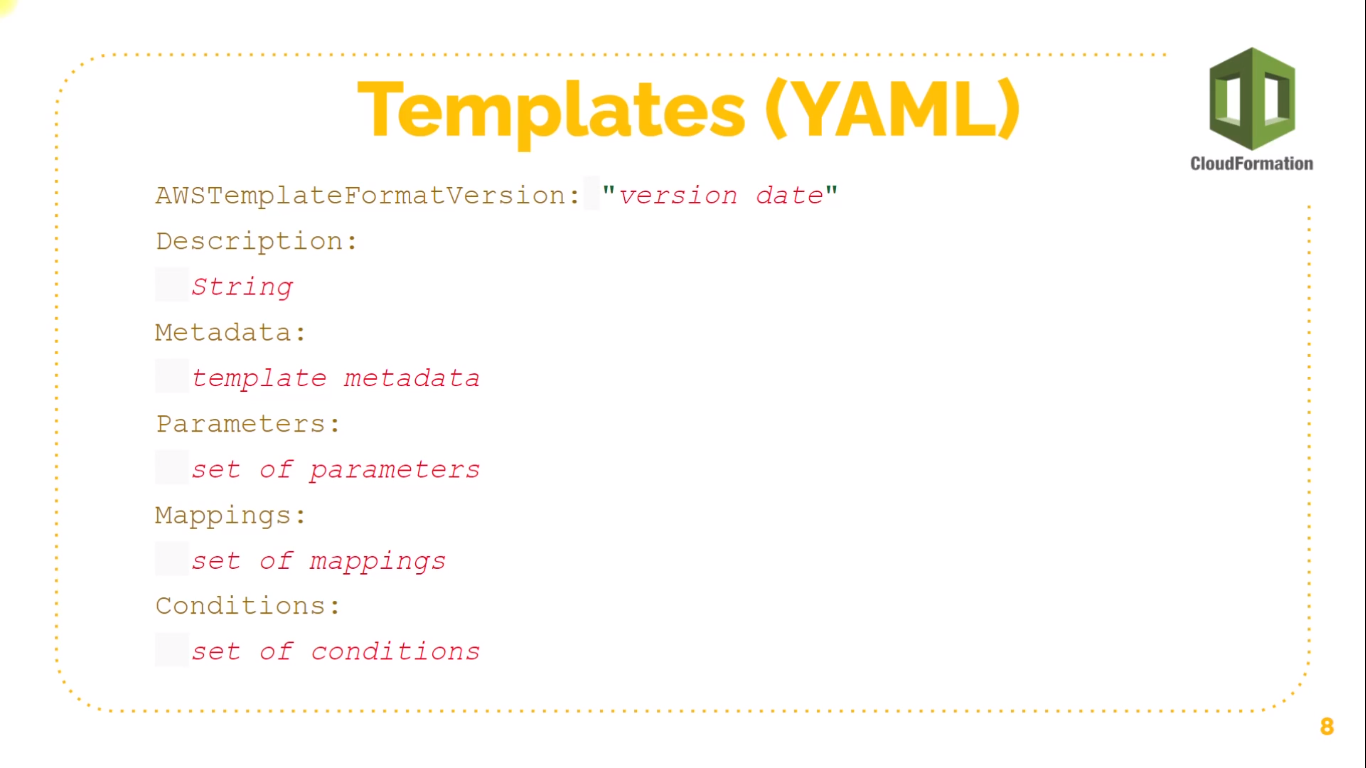 Templates (YAML)
CloudFormation
AWSTemplateFormatVersion: "version date"
Description:
  String
Metadata:
  template metadata
Parameters:
  set of parameters
Mappings:
  set of mappings
Conditions:
  set of conditions
8